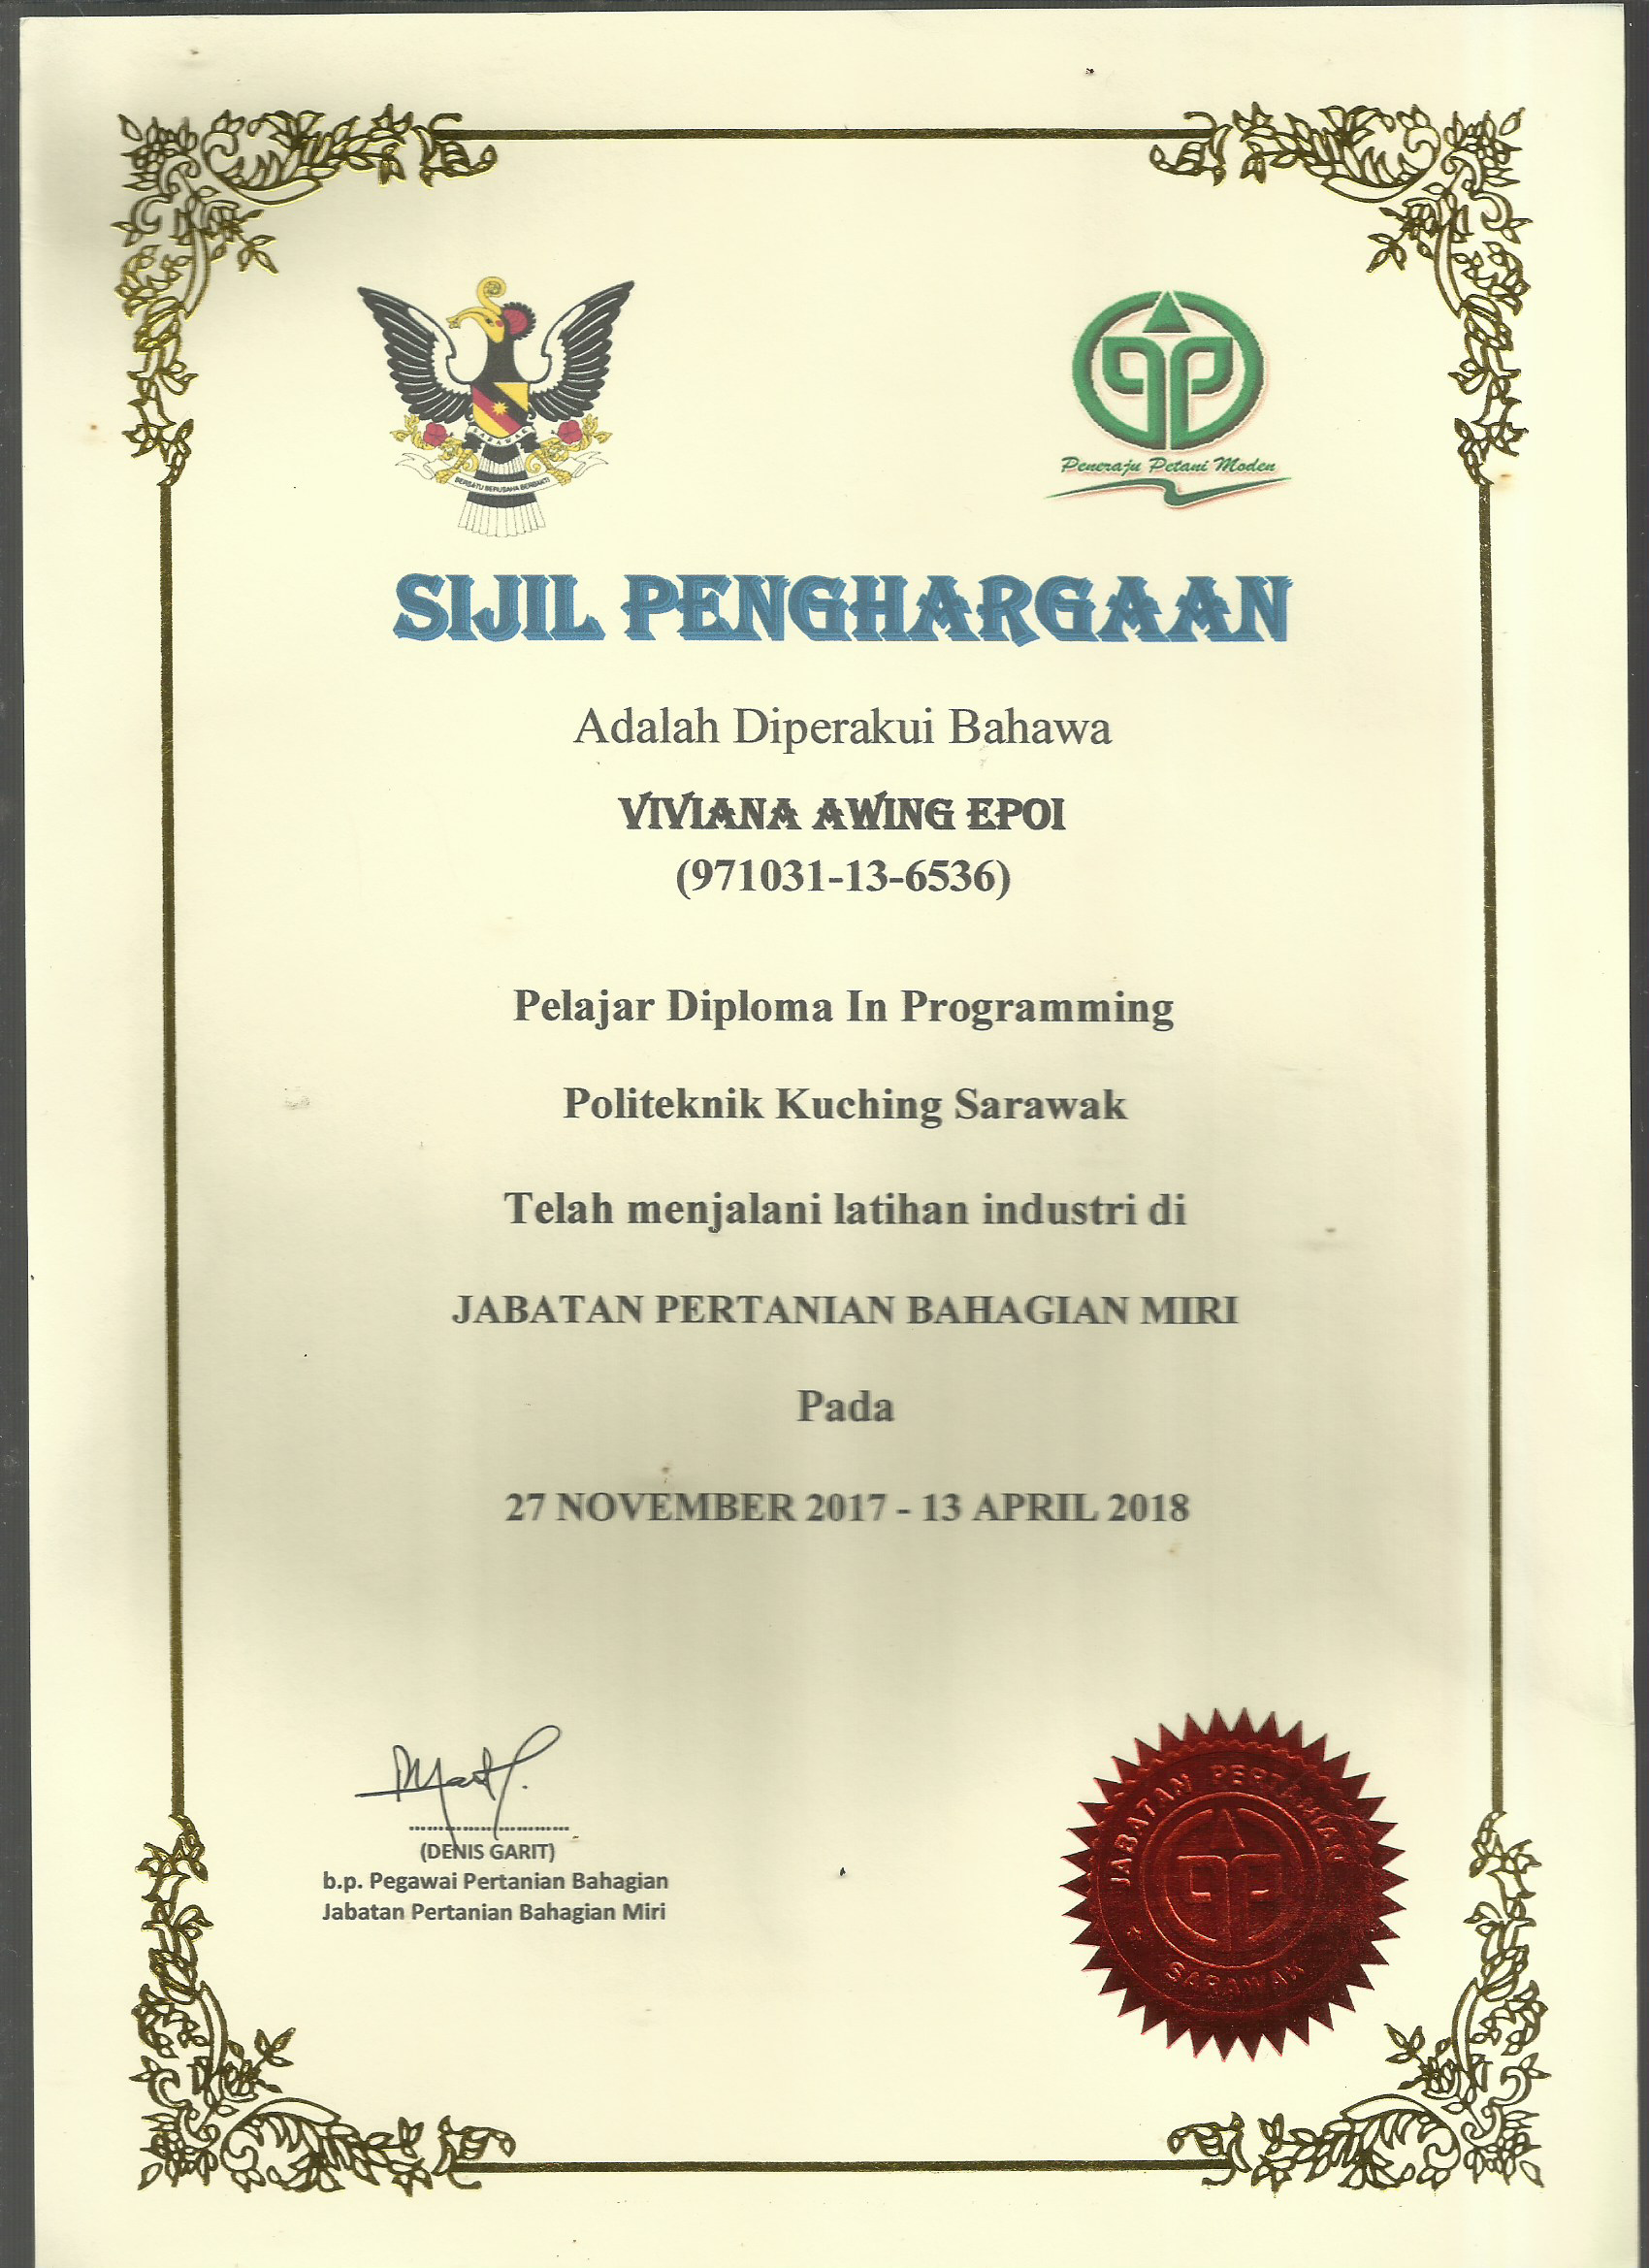 SARAWAK
BERSATU BERUSAHA BERBAKTI
Peneraju Petani Moden
SIJIL PENGHARGAAN
Adalah Diperakui Bahawa
VIVIANA AWING EPOI
(971031-13-6536)
Pelajar Diploma In Programming
Politeknik Kuching Sarawak
Telah menjalani latihan industri di
JABATAN PERTANIAN BAHAGIAN MIRI
Pada
27 NOVEMBER 2017 - 13 APRIL 2018
(DENIS GARIT)
b.p. Pegawai Pertanian Bahagian
Jabatan Pertanian Bahagian Miri
JABATAN PERTANIAN
SARAWAK